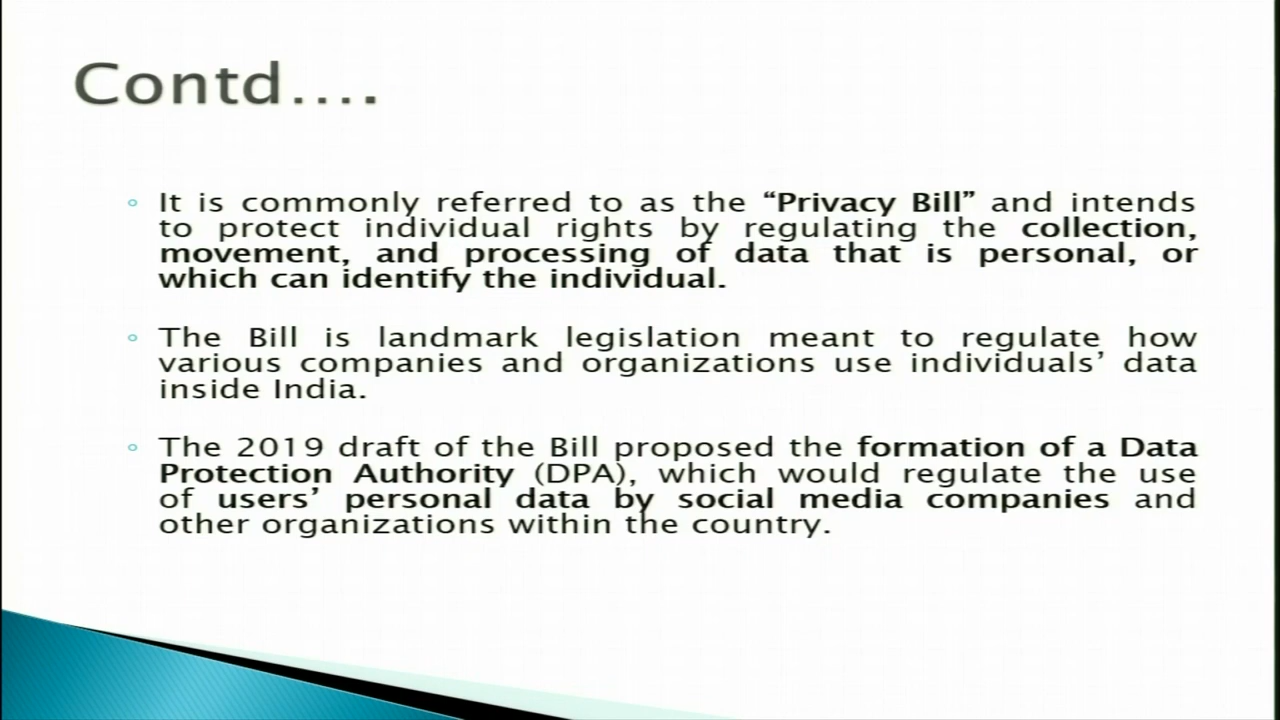 Contd….
◦ It is commonly referred to as the “Privacy Bill” and intends
to protect individual rights by regulating the collection,
movement, and processing of data that is personal, or
which can identify the individual.
◦ The Bill is landmark legislation meant to regulate how
various companies and organizations use individuals’ data
inside India.
◦ The 2019 draft of the Bill proposed the formation of a Data
Protection Authority (DPA), which would regulate the use
of users’ personal data by social media companies and
other organizations within the country.